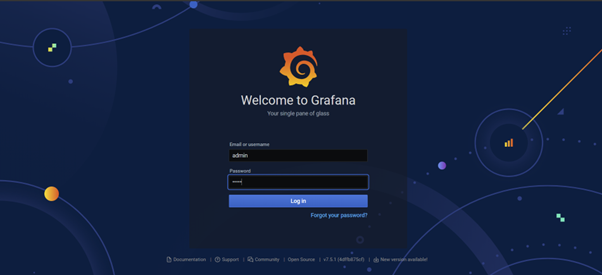 Welcome to Grafana
Your single pane of glass
Email or username
admin
Password
•••••
Log in
Forgot your password?
Documentation | Support | Community | Open Source | v7.5.1 | New version available!